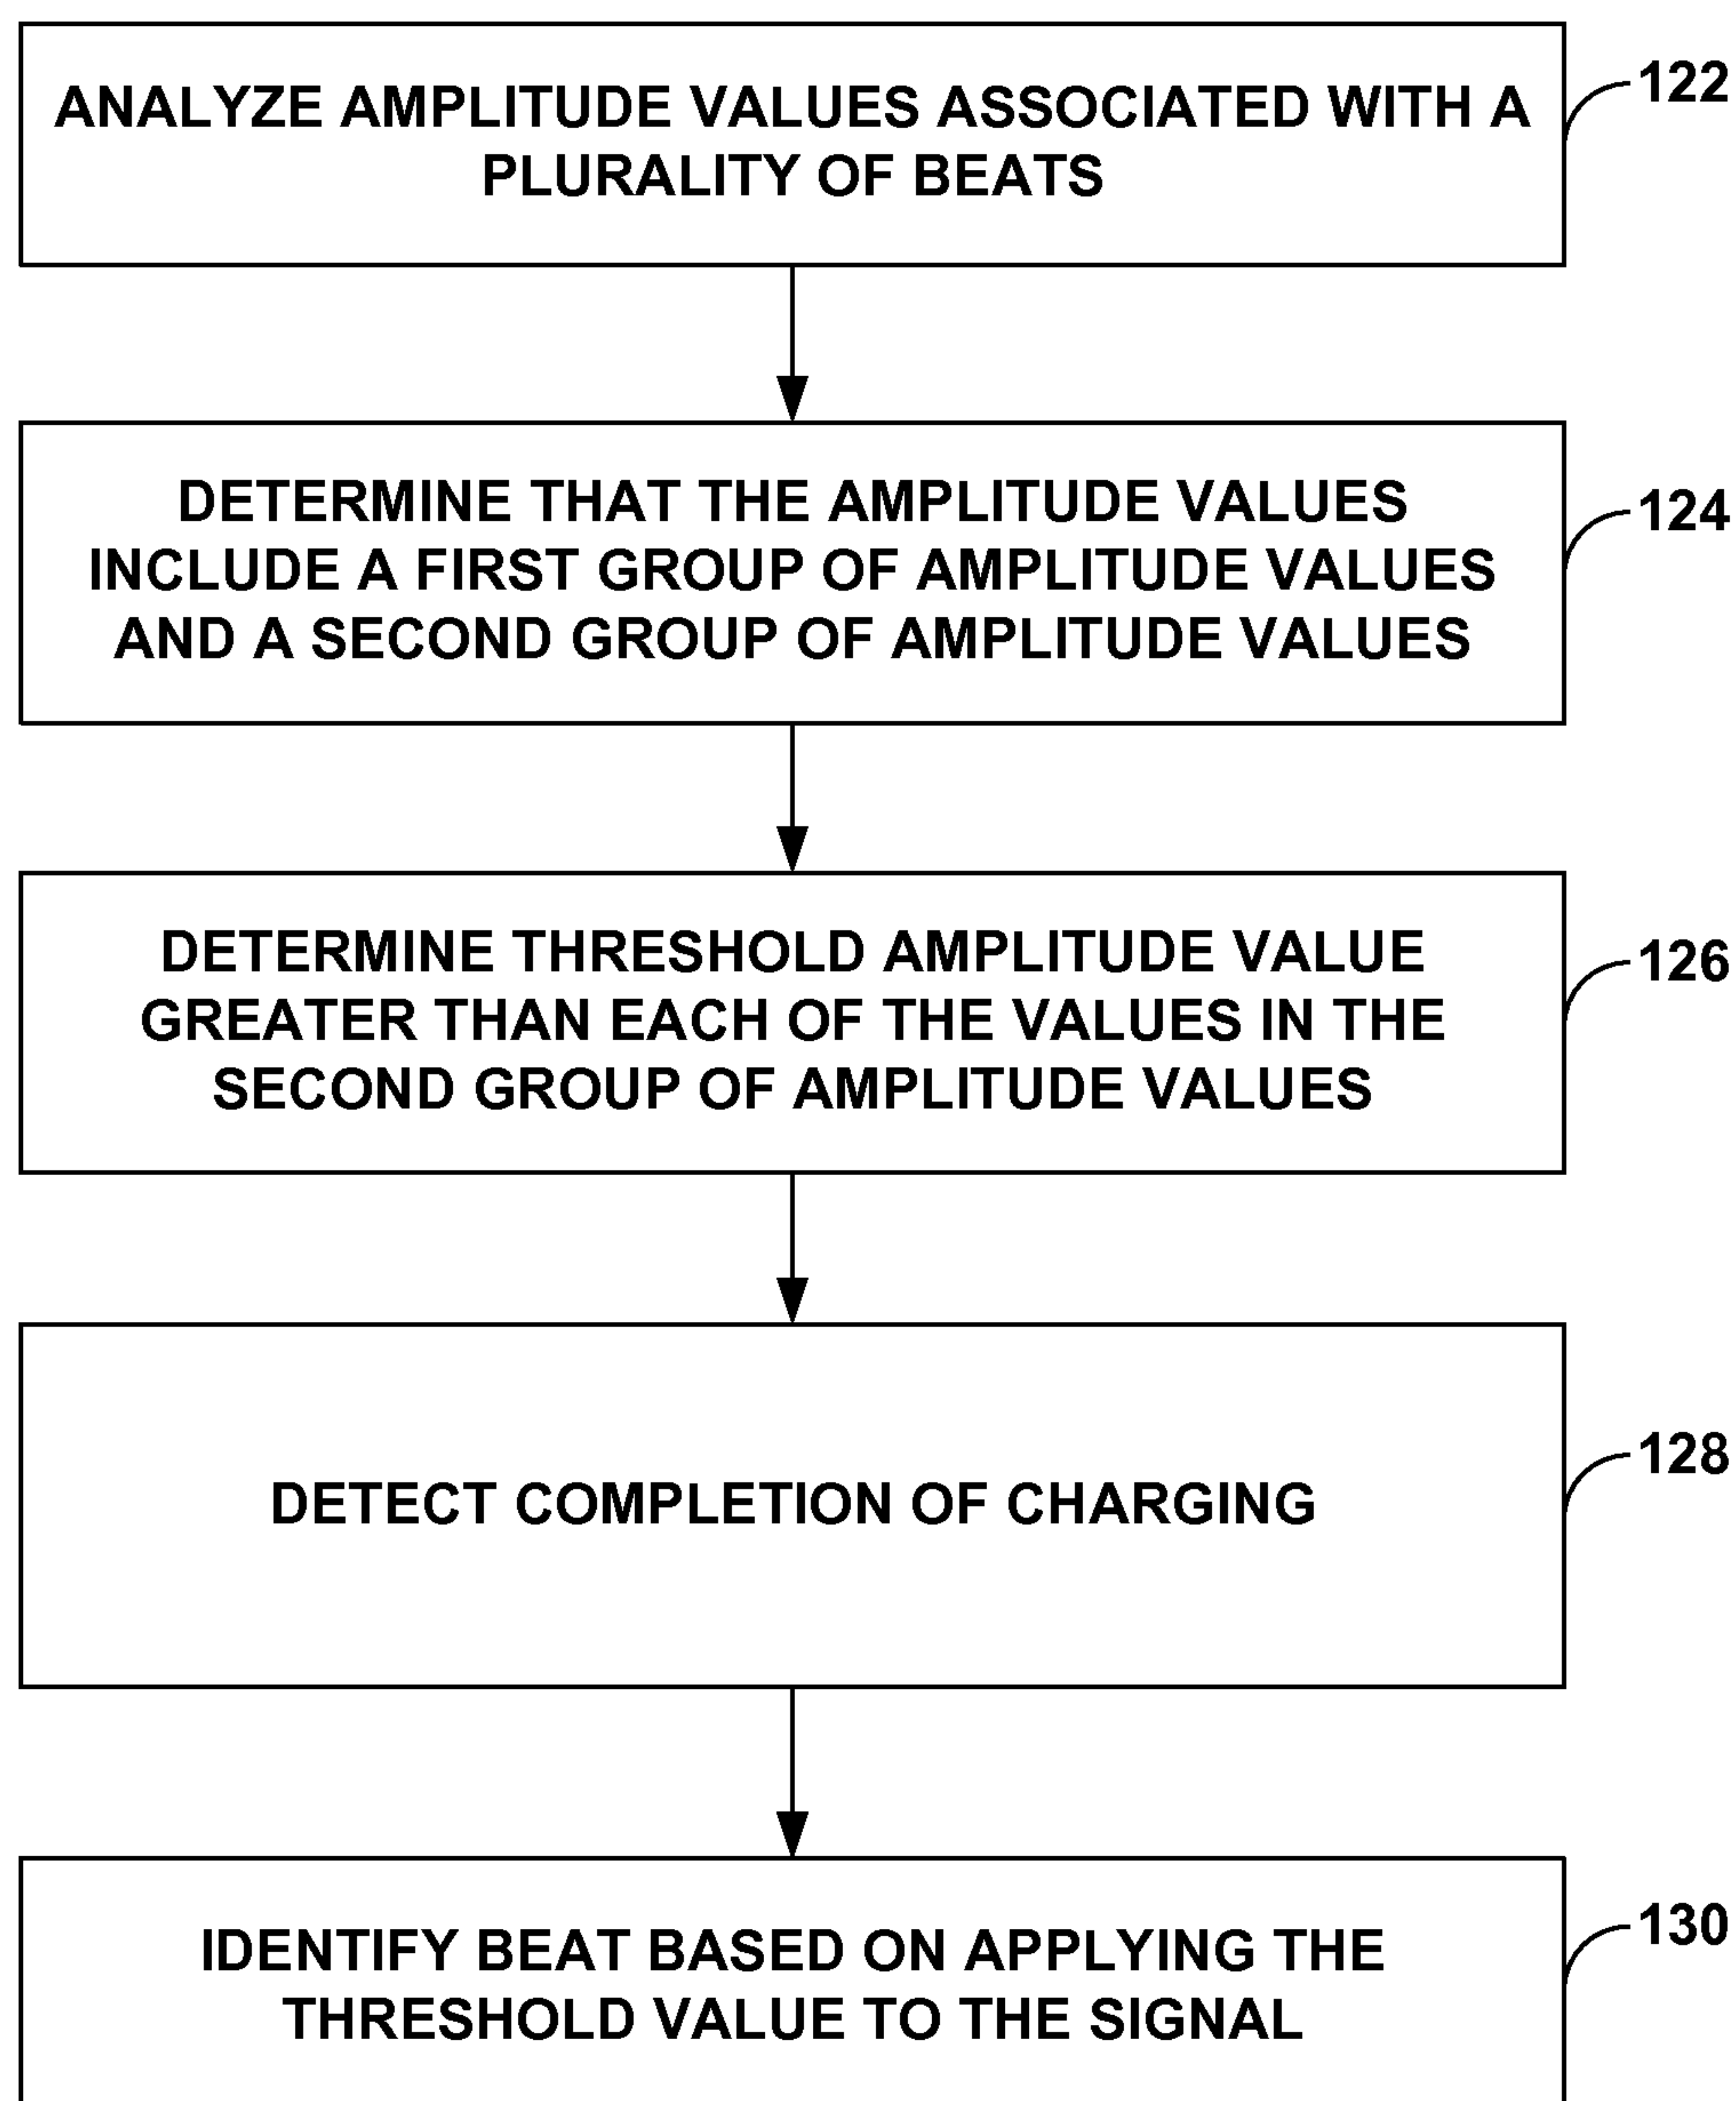 ANALYZE AMPLITUDE VALUES ASSOCIATED WITH A
PLURALITY OF BEATS
122
DETERMINE THAT THE AMPLITUDE VALUES
INCLUDE A FIRST GROUP OF AMPLITUDE VALUES
AND A SECOND GROUP OF AMPLITUDE VALUES
124
DETERMINE THRESHOLD AMPLITUDE VALUE
GREATER THAN EACH OF THE VALUES IN THE
SECOND GROUP OF AMPLITUDE VALUES
126
DETECT COMPLETION OF CHARGING
128
IDENTIFY BEAT BASED ON APPLYING THE
THRESHOLD VALUE TO THE SIGNAL
130